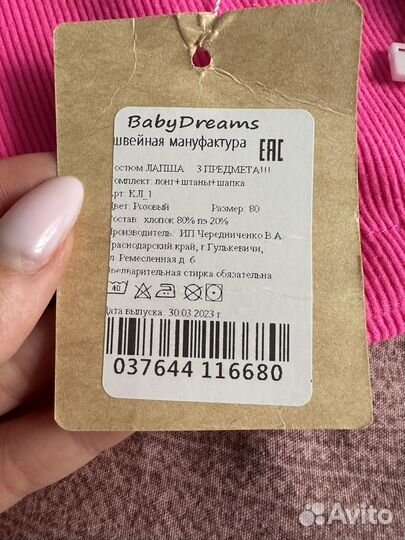 BabyDreams
швейная мануфактура EAC
остюм ЛАПША 3 ПРЕДМЕТА!!!
омплект: лонг+штаны+шапка
рт: КЛ_1
вет: Розовый Размер: 80
остав: хлопок 80% пэ 20%
роизводитель: ИП Чередниченко В.А.
раснодарский край, г.Гулькевичи,
л. Ремесленная д. 6
редварительная стирка обязательна.
40
ата выпуска: 30.03.2023 г.
037644 116680
Avito